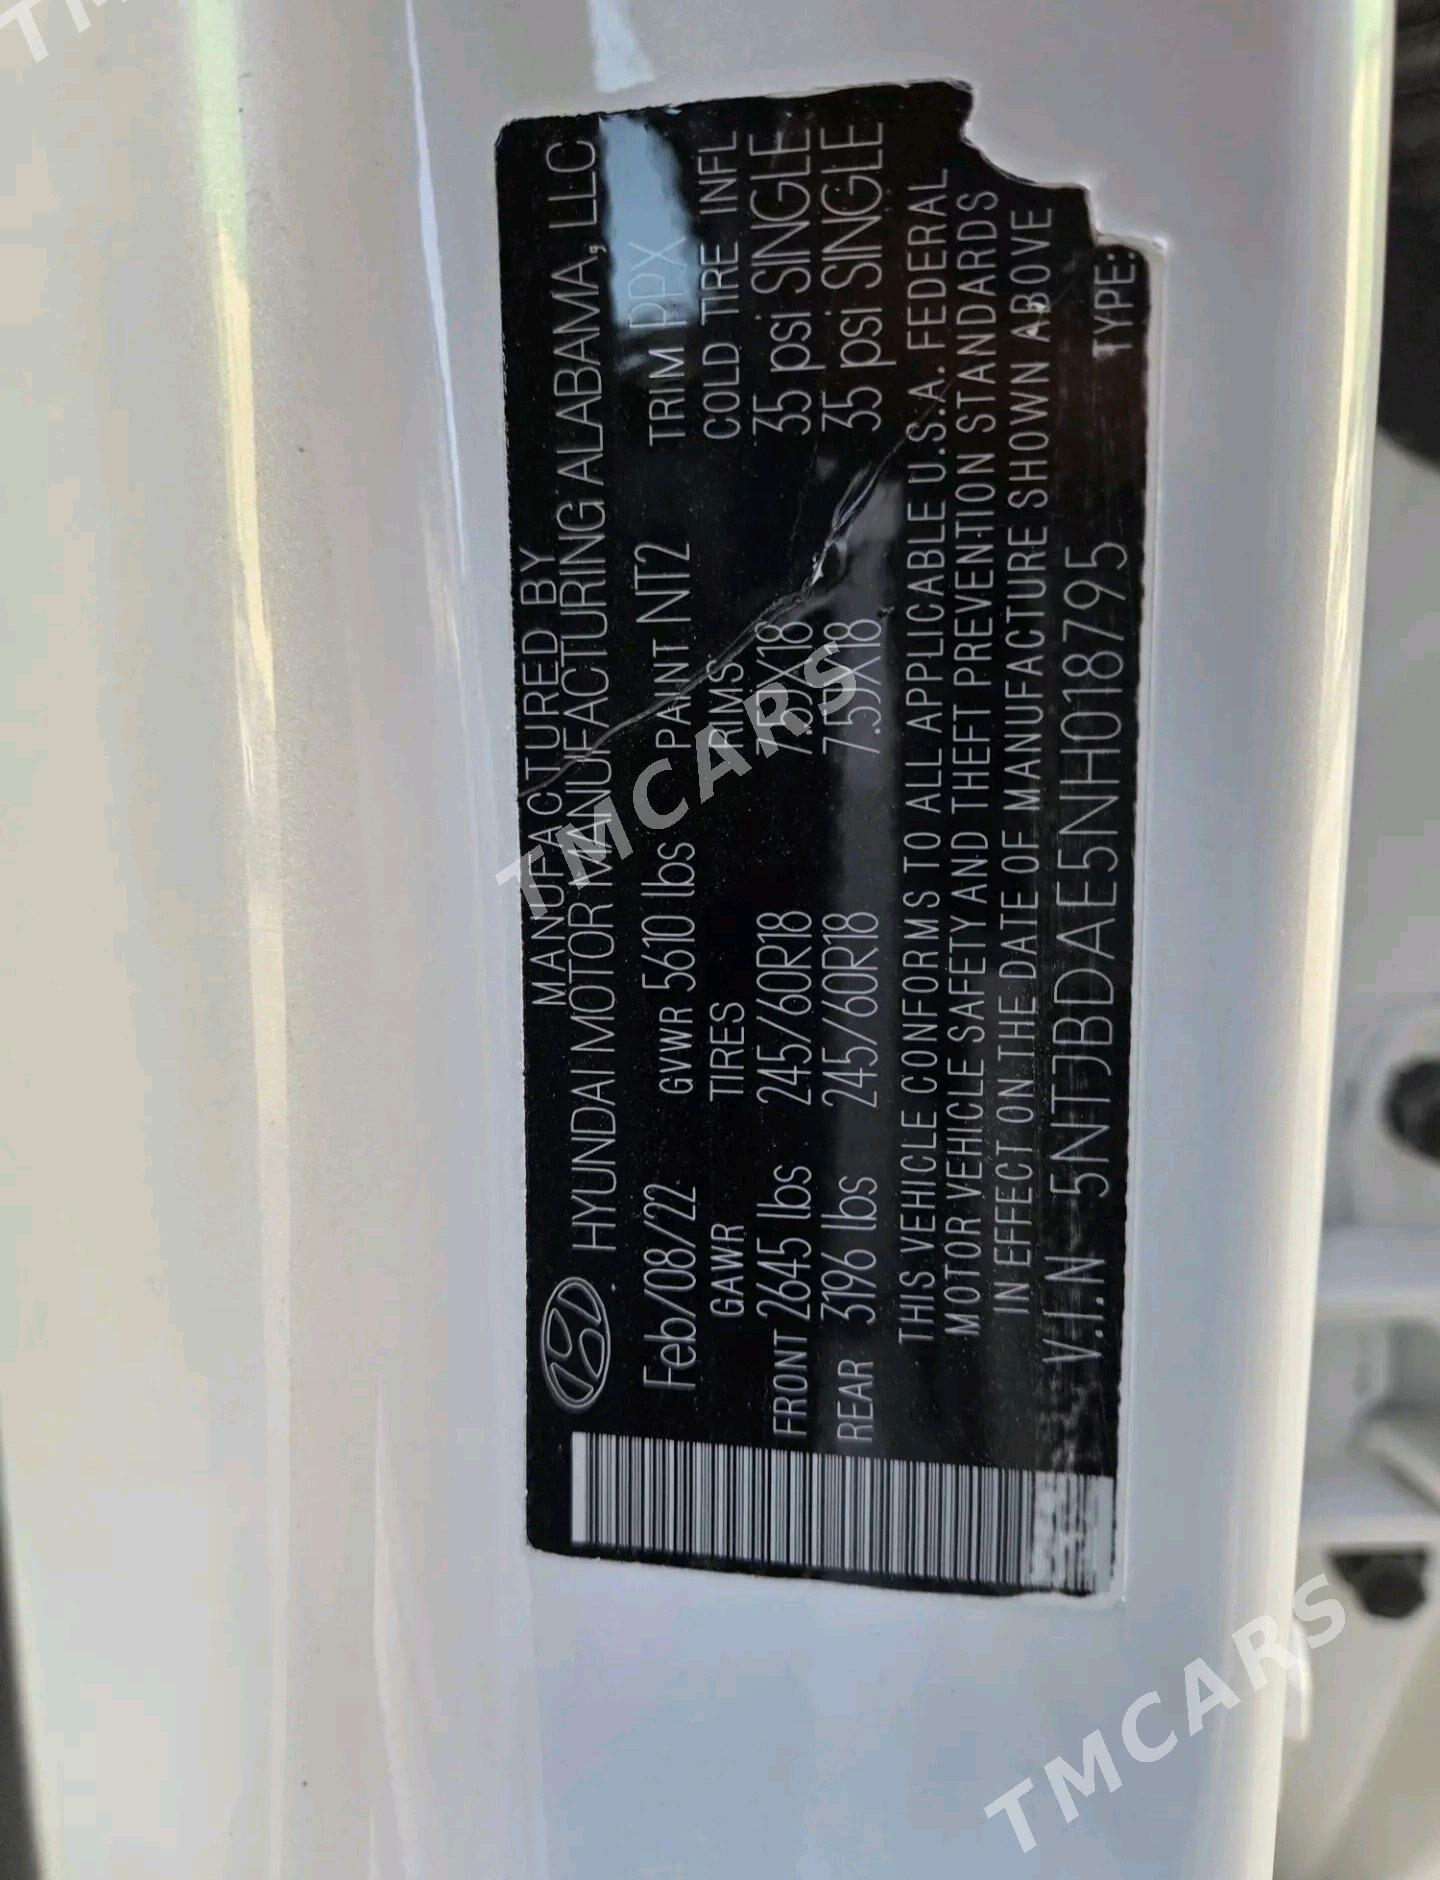 MANUFACTURED BY
HYUNDAI MOTOR MANUFACTURING ALABAMA, LLC
Feb/08/22 GVWR 5610 lbs PAINT NT2 TRIM PPX
GAWR TIRES RIMS COLD TIRE INFL
FRONT 2645 lbs 245/60R18 7.5JX18 35 psi SINGLE
REAR 3196 lbs 245/60R18 7.5JX18 35 psi SINGLE
THIS VEHICLE CONFORMS TO ALL APPLICABLE U.S.A. FEDERAL
MOTOR VEHICLE SAFETY AND THEFT PREVENTION STANDARDS
IN EFFECT ON THE DATE OF MANUFACTURE SHOWN ABOVE
V.I.N 5NTJBDAE5NH018795 TYPE:
TMCARS
TMCARS